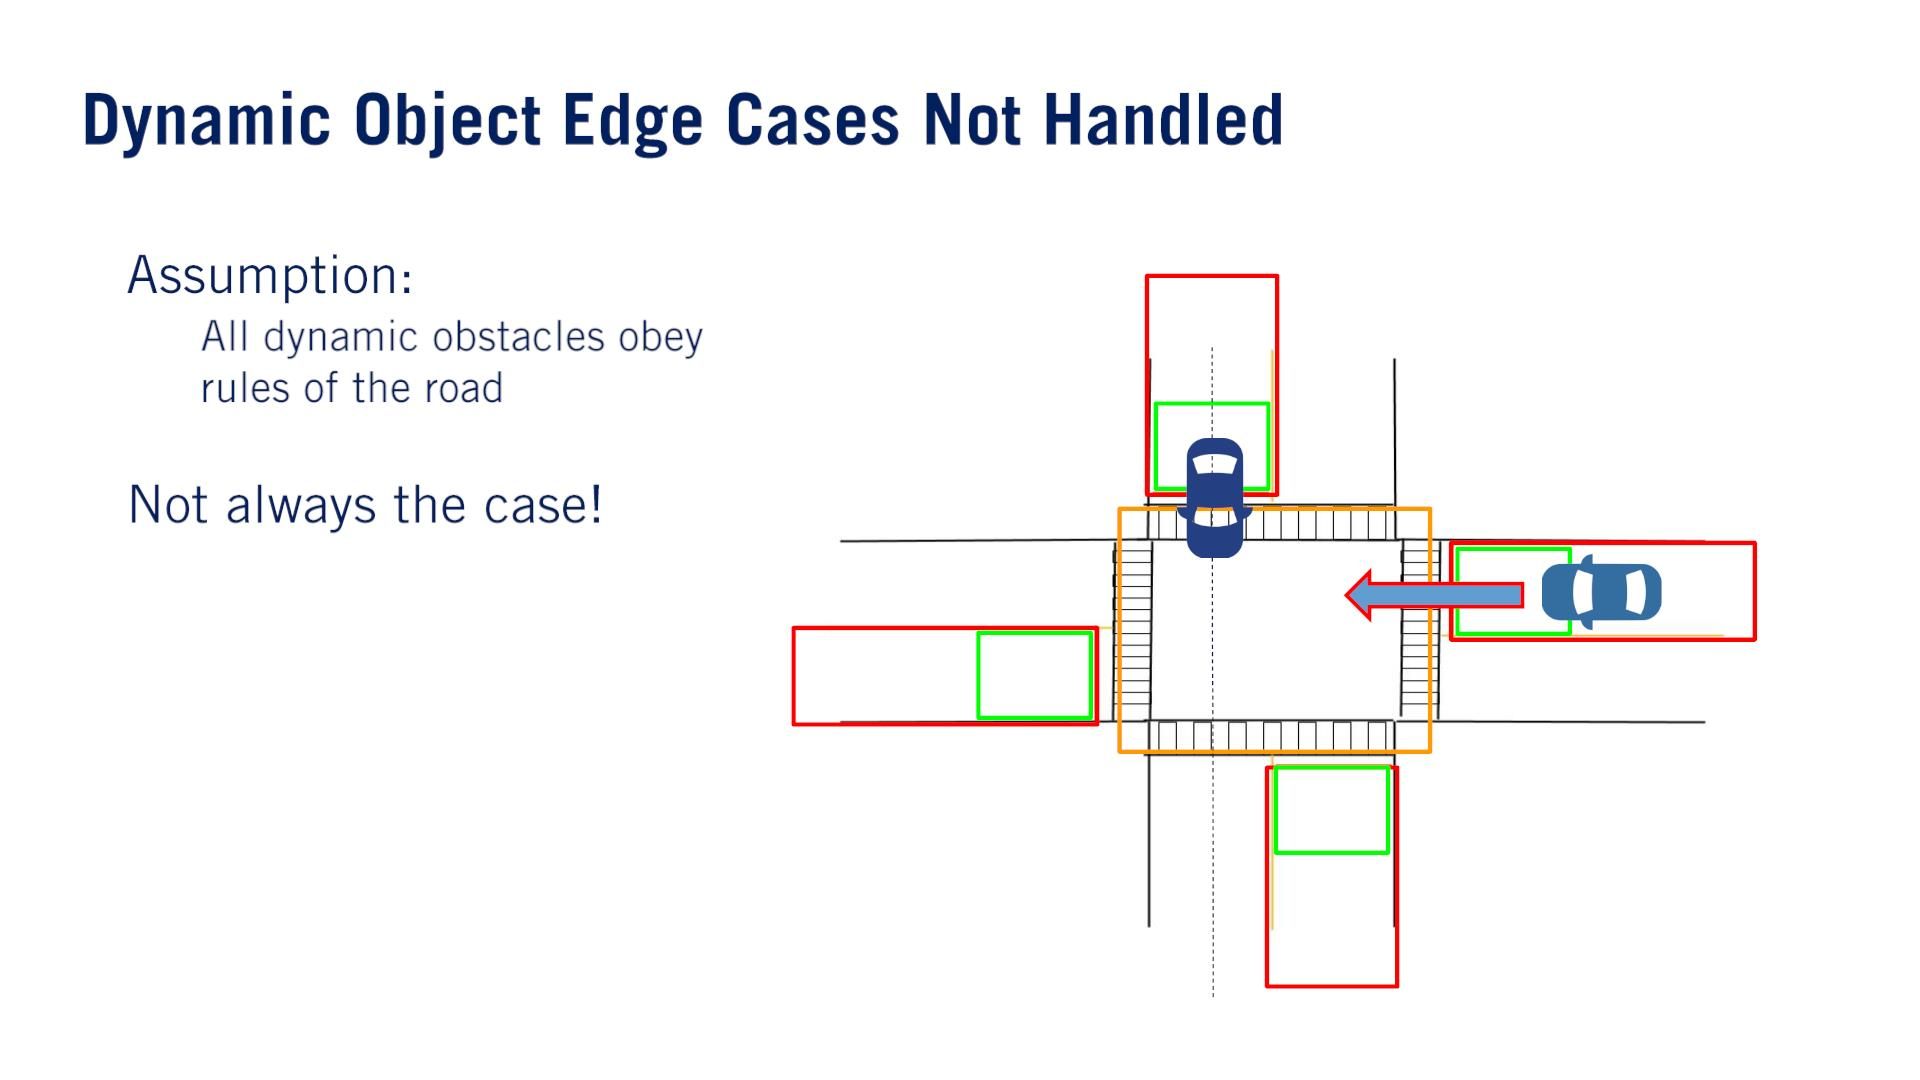 Dynamic Object Edge Cases Not Handled
Assumption:
All dynamic obstacles obey
rules of the road
Not always the case!